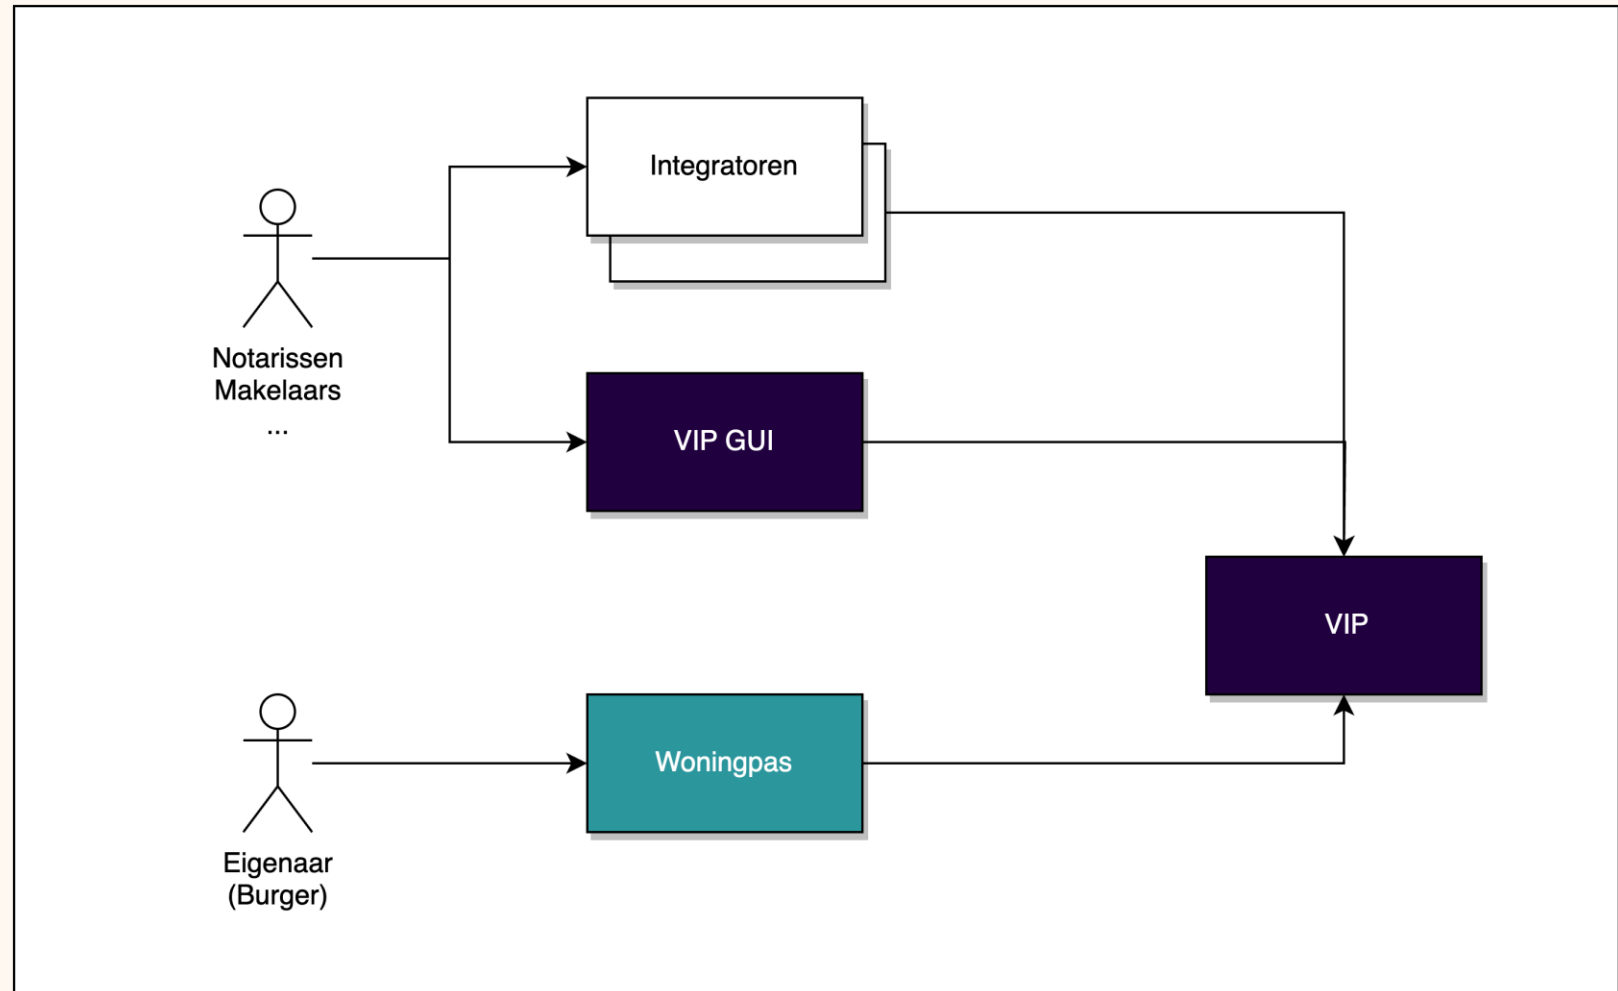 Integratoren
Notarissen
Makelaars
...
VIP GUI
VIP
Woningpas
Eigenaar
(Burger)